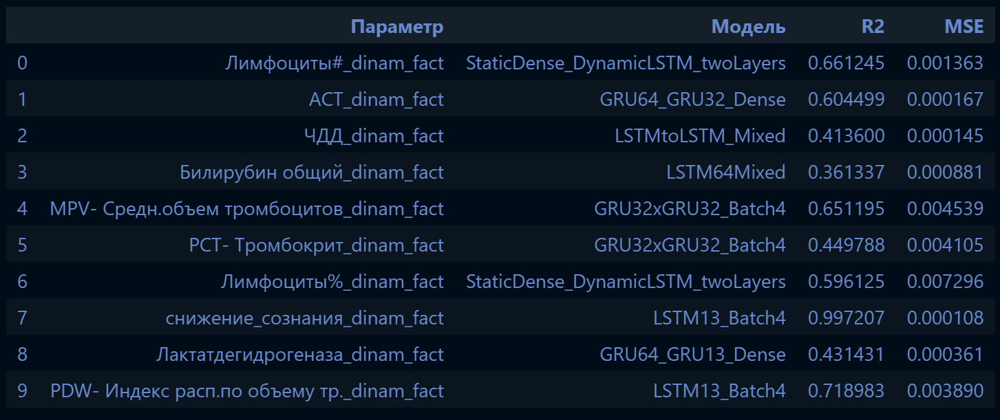 Параметр Модель R2 MSE
0 Лимфоциты#_dinam_fact StaticDense_DynamicLSTM_twoLayers 0.661245 0.001363
1 АСТ_dinam_fact GRU64_GRU32_Dense 0.604499 0.000167
2 ЧДД_dinam_fact LSTMtoLSTM_Mixed 0.413600 0.000145
3 Билирубин общий_dinam_fact LSTM64Mixed 0.361337 0.000881
4 MPV- Средн.объем тромбоцитов_dinam_fact GRU32xGRU32_Batch4 0.651195 0.004539
5 PCT- Тромбокрит_dinam_fact GRU32xGRU32_Batch4 0.449788 0.004105
6 Лимфоциты%_dinam_fact StaticDense_DynamicLSTM_twoLayers 0.596125 0.007296
7 снижение_сознания_dinam_fact LSTM13_Batch4 0.997207 0.000108
8 Лактатдегидрогеназа_dinam_fact GRU64_GRU13_Dense 0.431431 0.000361
9 PDW- Индекс расп.по объему тр._dinam_fact LSTM13_Batch4 0.718983 0.003890